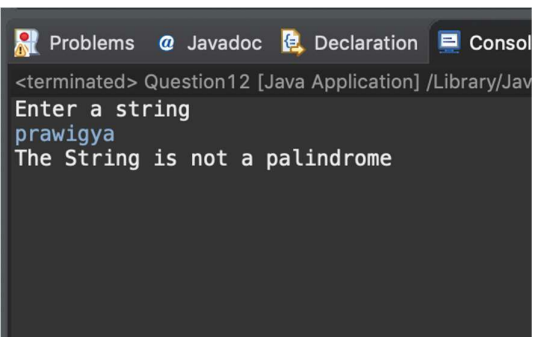 Problems @ Javadoc Declaration Consol
<terminated> Question12 [Java Application] /Library/Jav
Enter a string
prawigya
The String is not a palindrome